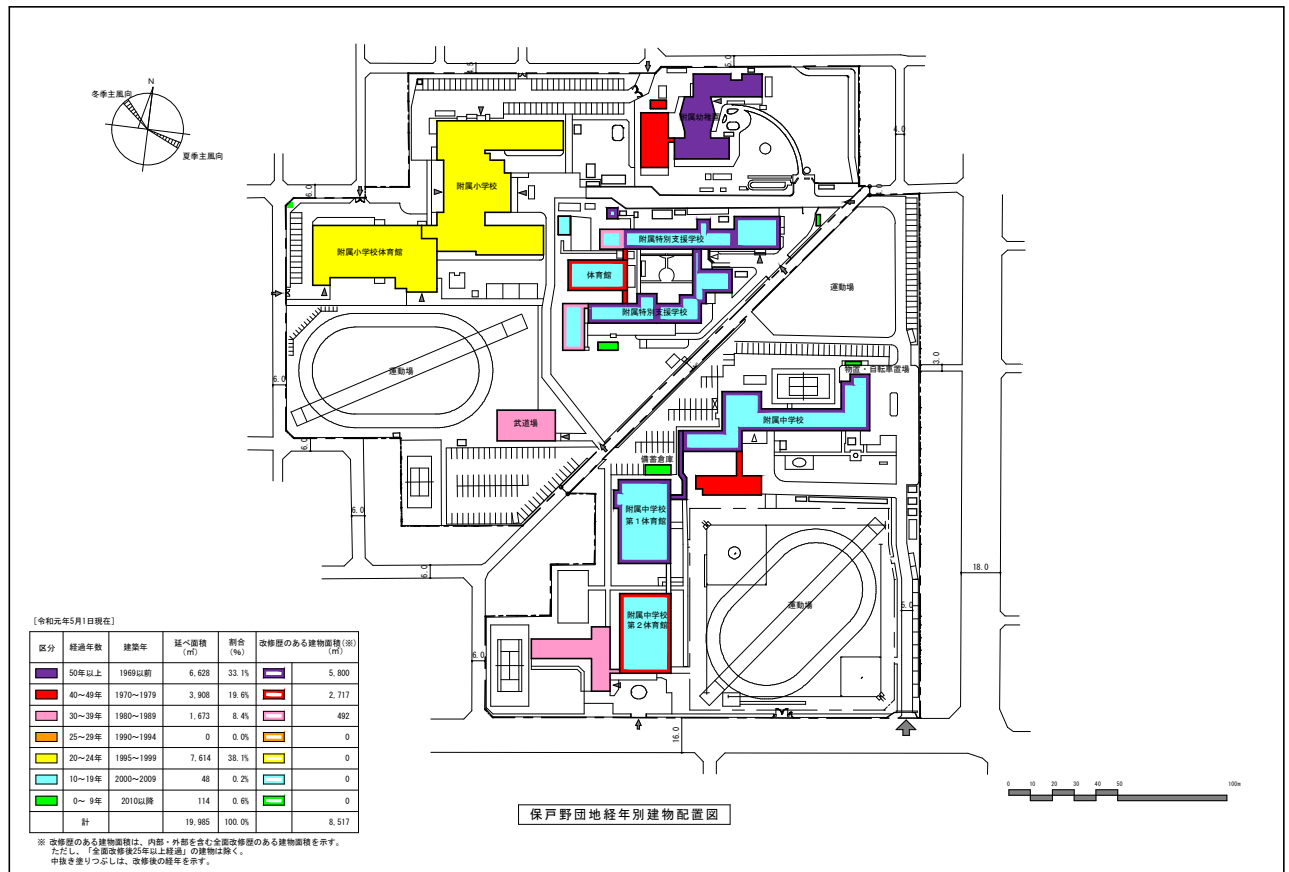 N
冬季主風向
夏季主風向
4.5
6.0
4.0
附属幼稚園
附属小学校
6.0
附属小学校体育館
附属特別支援学校
体育館
附属特別支援学校
運動場
運動場
6.0
3.0
物置・自転車置場
附属中学校
武道場
6.0
備蓄倉庫
附属中学校
第1体育館
6.0
6.0
18.0
附属中学校
第2体育館
運動場
5.0
6.0
16.0
[令和元年5月1日現在]
区分 経過年数 建築年 延べ面積(㎡) 割合(%) 改修歴のある建物面積(※)(㎡)
50年以上 1969以前 6,628 33.1% 5,800
40～49年 1970～1979 3,908 19.6% 2,717
30～39年 1980～1989 1,673 8.4% 492
25～29年 1990～1994 0 0.0% 0
20～24年 1995～1999 7,614 38.1% 0
10～19年 2000～2009 48 0.2% 0
0～ 9年 2010以降 114 0.6% 0
計 19,985 100.0% 8,517
※ 改修歴のある建物面積は、内部・外部を含む全面改修歴のある建物面積を示す。
ただし、「全面改修後25年以上経過」の建物は除く。
中抜き塗りつぶしは、改修後の経年を示す。
保戸野団地経年別建物配置図
0 10 20 30 40 50 100m